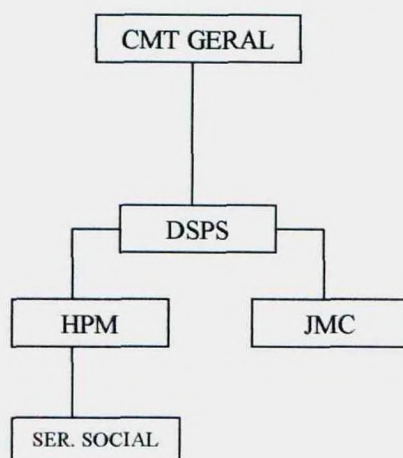 CMT GERAL
DSPS
HPM
JMC
SER. SOCIAL